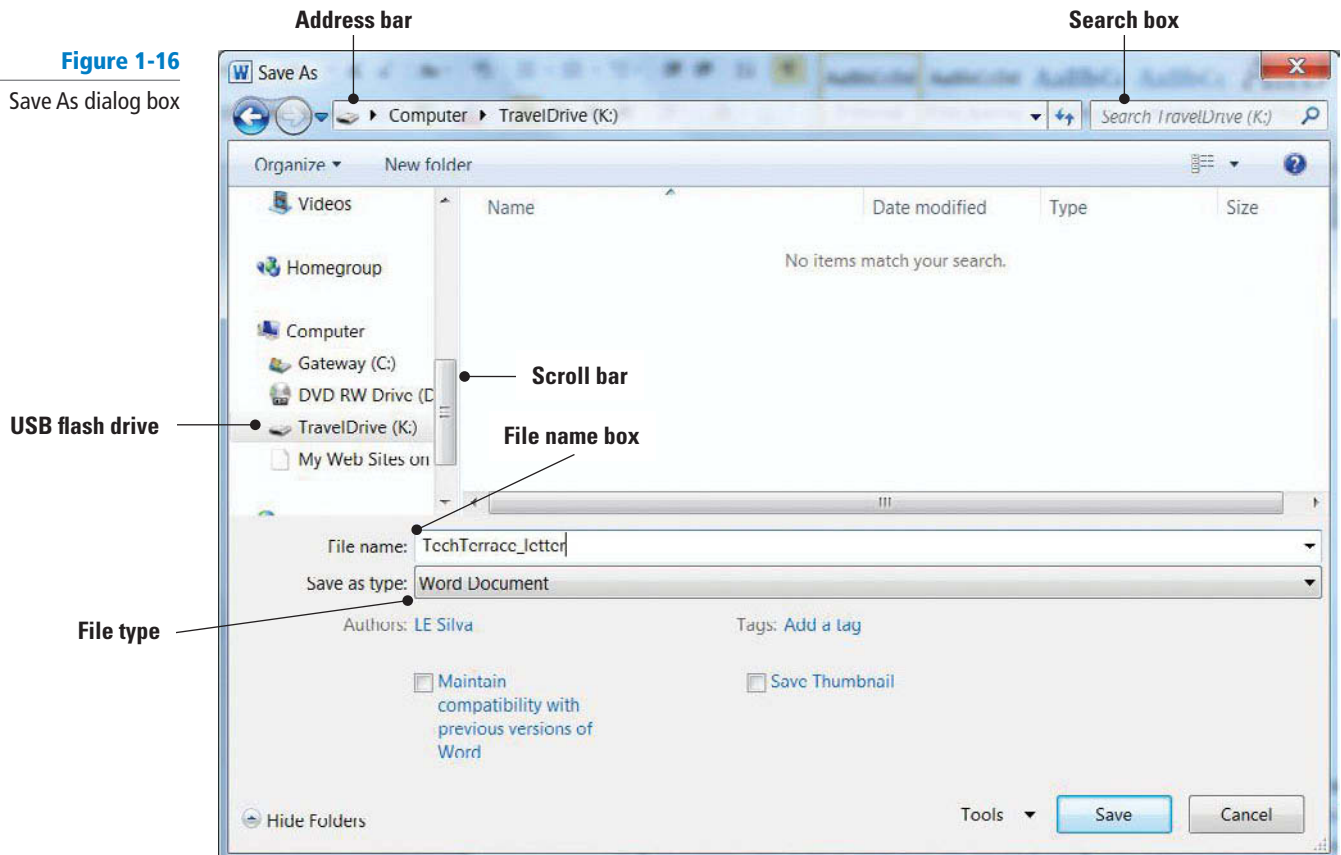 Address bar
Search box
Figure 1-16
Save As dialog box
Save As
Computer TravelDrive (K:)
Search TravelDrive (K:)
Organize
New folder
Videos
Name
Date modified
Type
Size
No items match your search.
Homegroup
Computer
Gateway (C:)
Scroll bar
DVD RW Drive (D
USB flash drive
TravelDrive (K:)
File name box
My Web Sites on
File name: TechTerrace_letter
Save as type: Word Document
File type
Authors: LE Silva
Tags: Add a tag
Maintain
compatibility with
previous versions of
Word
Save Thumbnail
Hide Folders
Tools
Save
Cancel